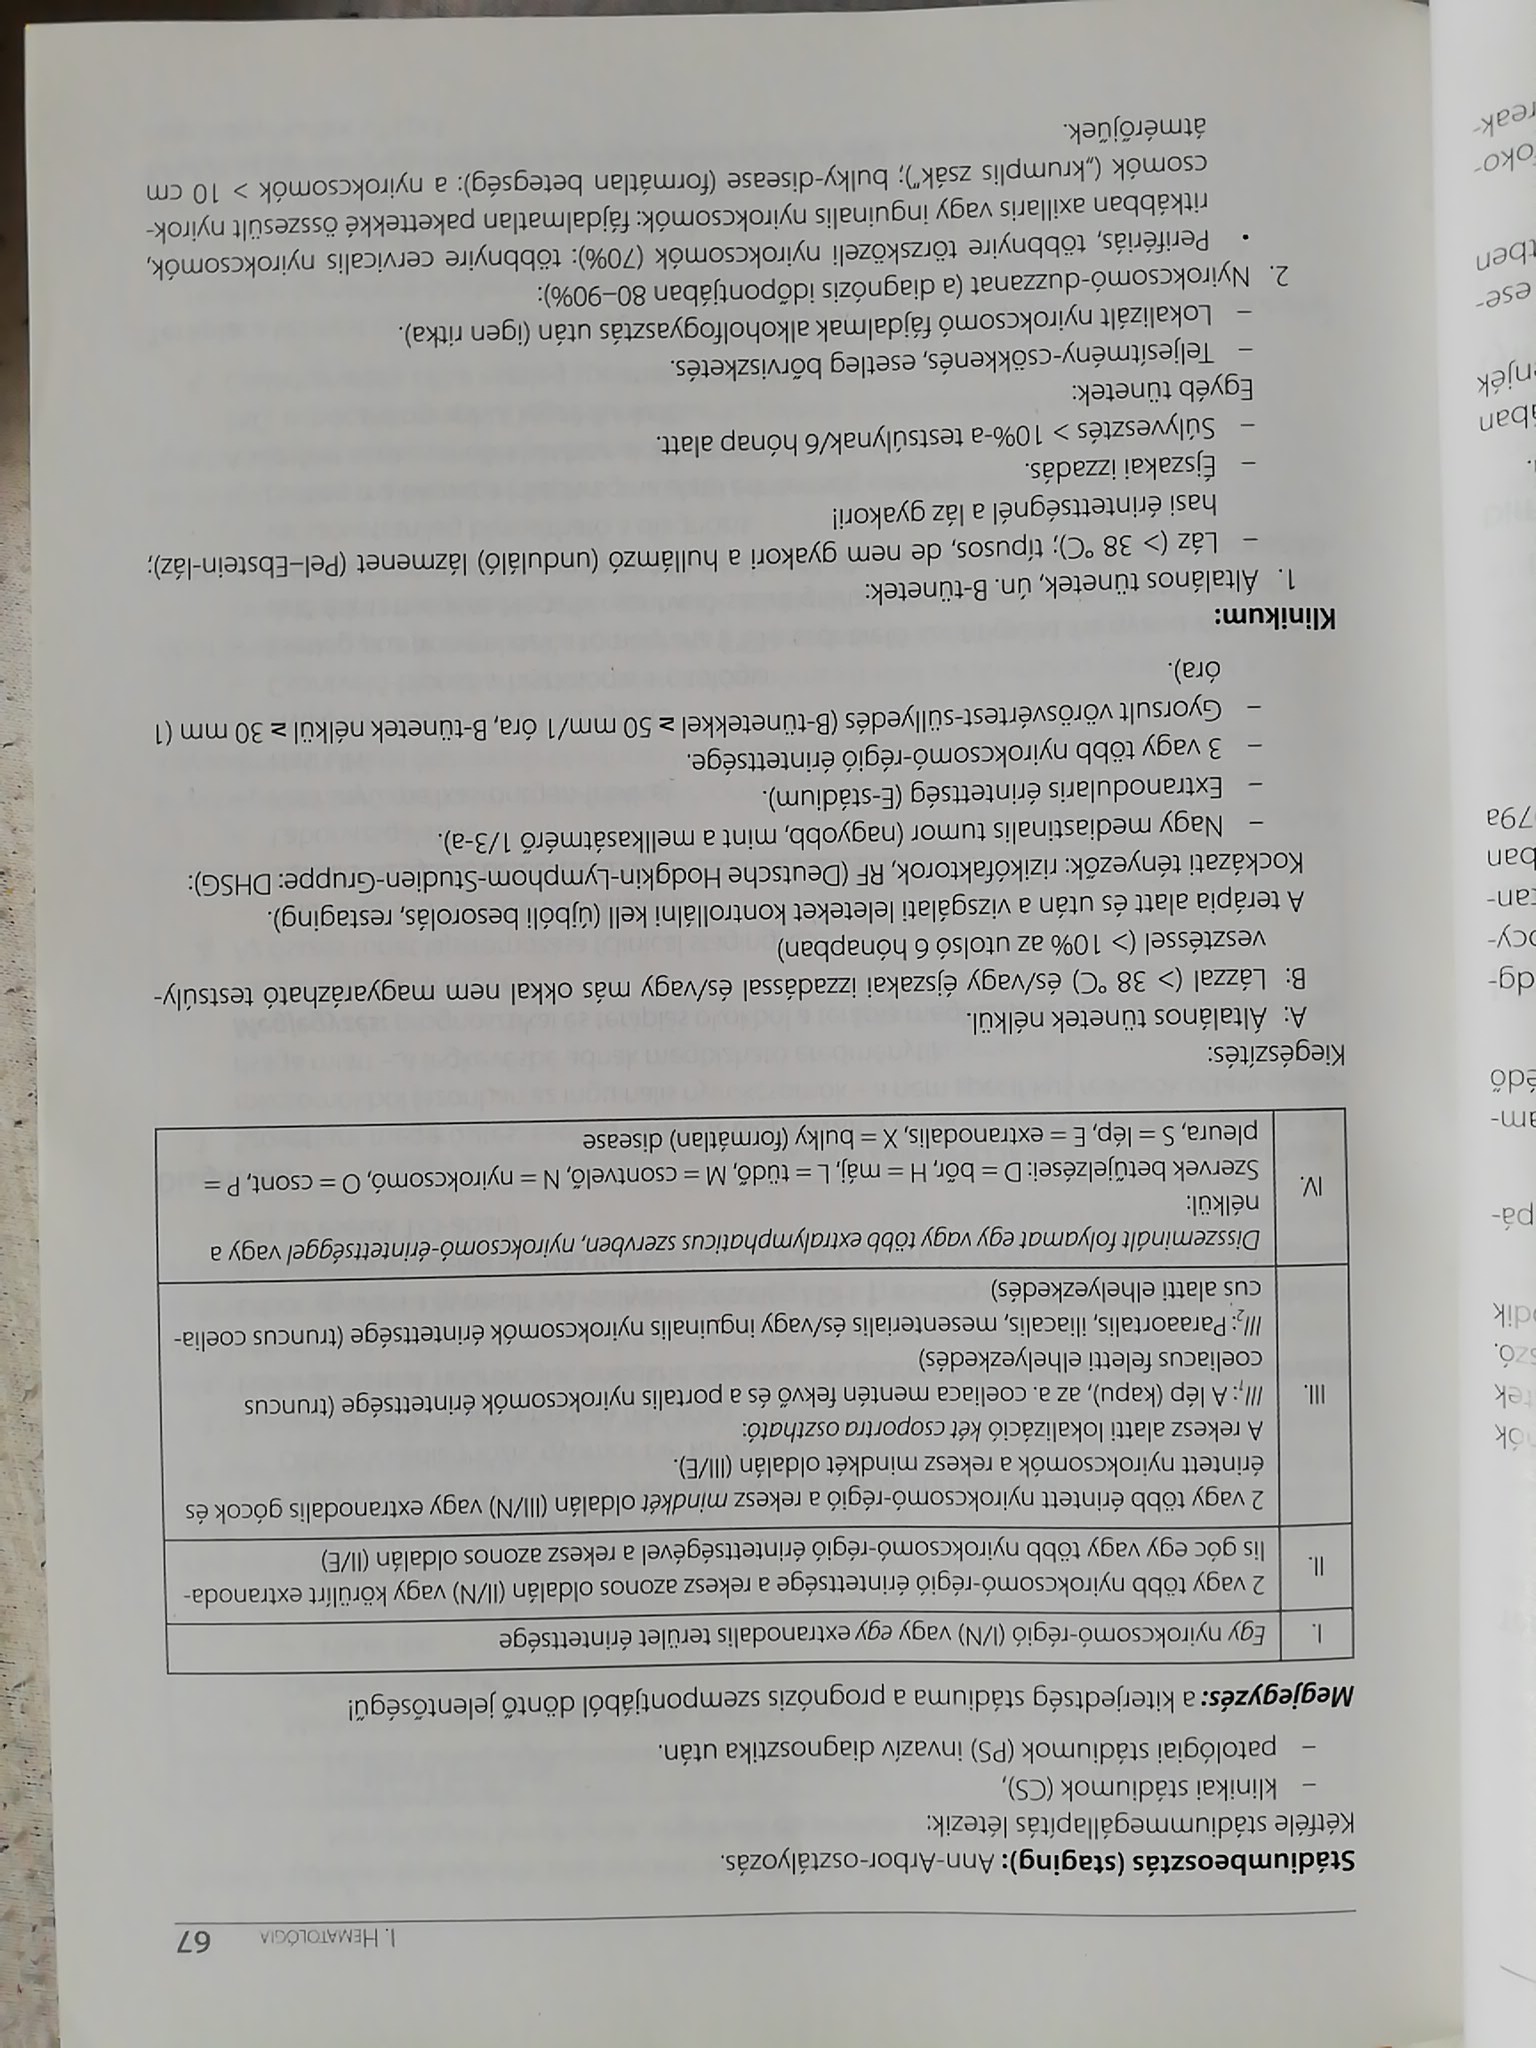 I. Hematológia 67
Stádiumbeosztás (staging): Ann-Arbor-osztályozás.
Kétféle stádiummegállapítás létezik:
– klinikai stádiumok (CS),
– patológiai stádiumok (PS) invazív diagnosztika után.
Megjegyzés: a kiterjedtség stádiuma a prognózis szempontjából döntő jelentőségű!
I. Egy nyirokcsomó-régió (I/N) vagy egy extranodalis terület érintettsége
II. 2 vagy több nyirokcsomó-régió érintettsége a rekesz azonos oldalán (II/N) vagy körülírt extranoda-
lis góc egy vagy több nyirokcsomó-régió érintettségével a rekesz azonos oldalán (II/E)
III. 2 vagy több érintett nyirokcsomó-régió a rekesz mindkét oldalán (III/N) vagy extranodalis gócok és
érintett nyirokcsomók a rekesz mindkét oldalán (III/E).
A rekesz alatti lokalizáció két csoportra osztható:
III₁: A lép (kapu), az a. coeliaca mentén fekvő és a portalis nyirokcsomók érintettsége (truncus
coeliacus feletti elhelyezkedés)
III₂: Paraaortalis, iliacalis, mesenterialis és/vagy inguinalis nyirokcsomók érintettsége (truncus coelia-
cus alatti elhelyezkedés)
IV. Disszeminált folyamat egy vagy több extralymphaticus szervben, nyirokcsomó-érintettséggel vagy a
nélkül:
Szervek betűjelzései: D = bőr, H = máj, L = tüdő, M = csontvelő, N = nyirokcsomó, O = csont, P =
pleura, S = lép, E = extranodalis, X = bulky (formátlan) disease
Kiegészítés:
A: Általános tünetek nélkül.
B: Lázzal (> 38 °C) és/vagy éjszakai izzadással és/vagy más okkal nem magyarázható testsúly-
vesztéssel (> 10% az utolsó 6 hónapban)
A terápia alatt és után a vizsgálati leleteket kontrollálni kell (újbóli besorolás, restaging).
Kockázati tényezők: rizikófaktorok, RF (Deutsche Hodgkin-Lymphom-Studien-Gruppe: DHSG):
– Nagy mediastinalis tumor (nagyobb, mint a mellkasátmérő 1/3-a).
– Extranodularis érintettség (E-stádium).
– 3 vagy több nyirokcsomó-régió érintettsége.
– Gyorsult vörösvértest-süllyedés (B-tünetekkel ≥ 50 mm/1 óra, B-tünetek nélkül ≥ 30 mm (1
óra).
Klinikum:
1. Általános tünetek, ún. B-tünetek:
– Láz (> 38 °C); típusos, de nem gyakori a hullámzó (unduláló) lázmenet (Pel–Ebstein-láz);
hasi érintettségnél a láz gyakori!
– Éjszakai izzadás.
– Súlyvesztés > 10%-a testsúlynak/6 hónap alatt.
Egyéb tünetek:
– Teljesítmény-csökkenés, esetleg bőrviszketés.
– Lokalizált nyirokcsomó fájdalmak alkoholfogyasztás után (igen ritka).
2. Nyirokcsomó-duzzanat (a diagnózis időpontjában 80–90%):
• Perifériás, többnyire törzsközeli nyirokcsomók (70%): többnyire cervicalis nyirokcsomók,
ritkábban axillaris vagy inguinalis nyirokcsomók: fájdalmatlan pakettekké összesült nyirok-
csomók („krumplis zsák”); bulky-disease (formátlan betegség): a nyirokcsomók > 10 cm
átmérőjűek.